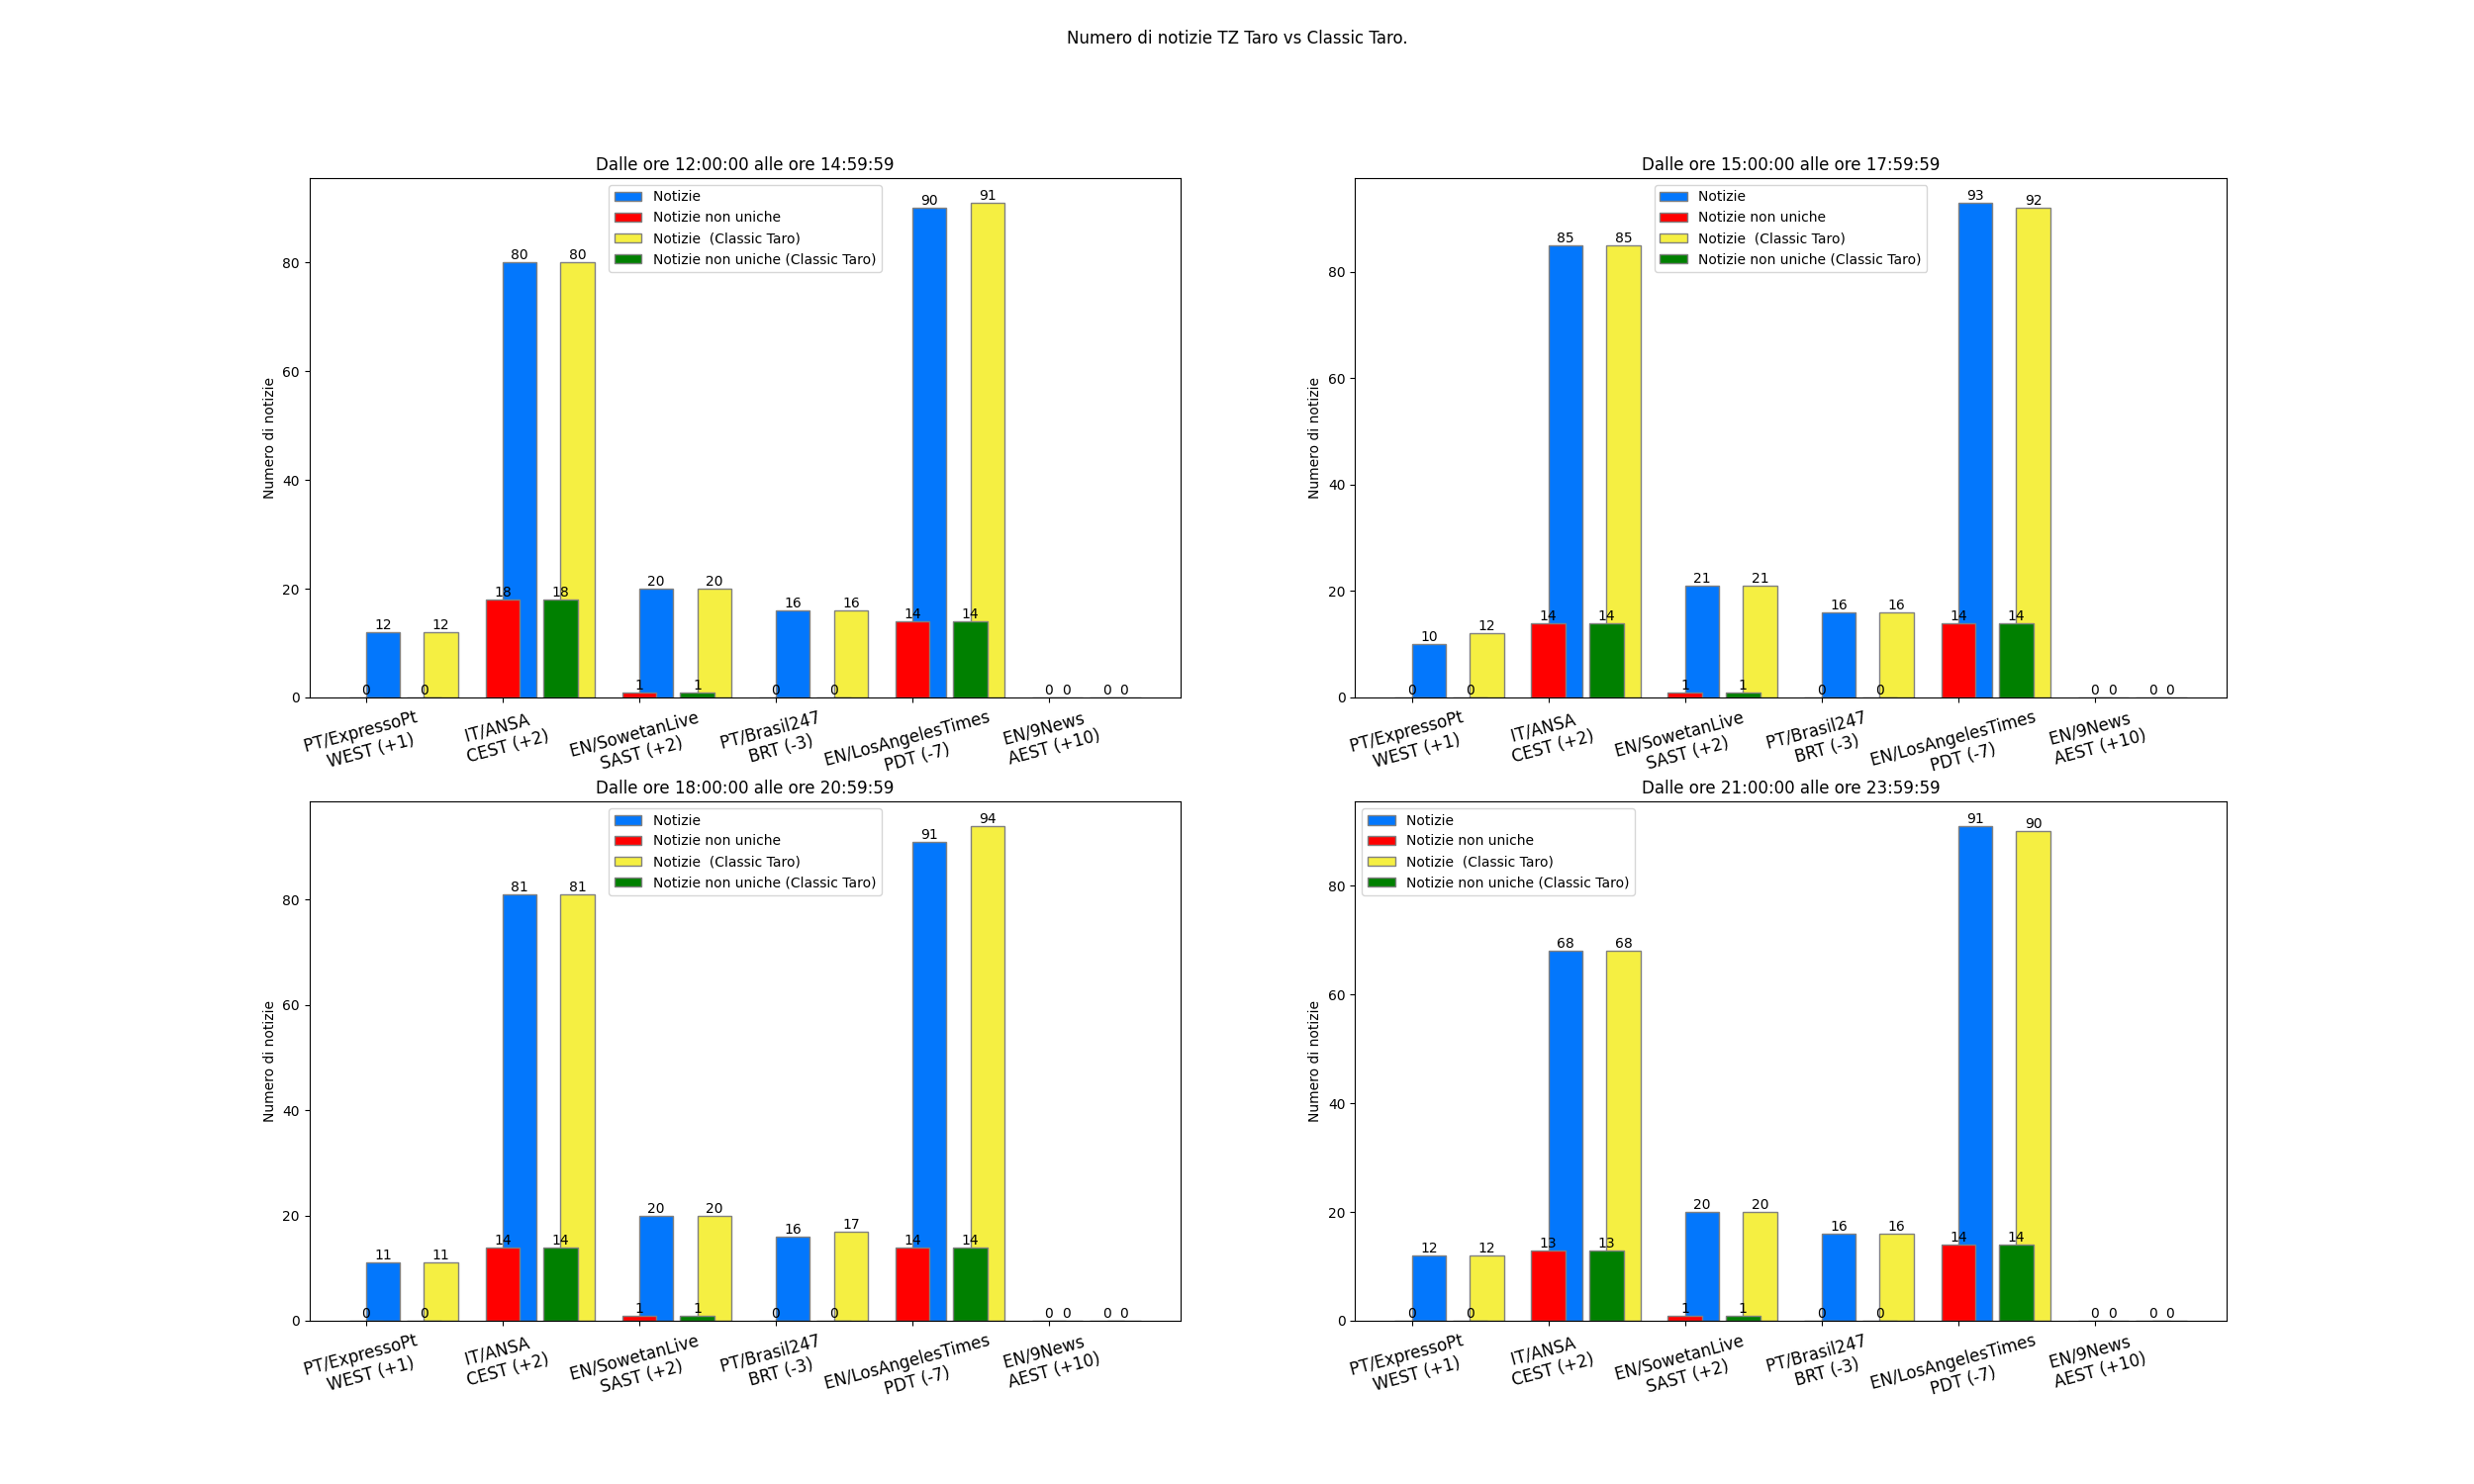 Numero di notizie TZ Taro vs Classic Taro.
Dalle ore 12:00:00 alle ore 14:59:59
Notizie
Notizie non uniche
Notizie (Classic Taro)
Notizie non uniche (Classic Taro)
Numero di notizie
80
60
40
20
0
12 12 80 80 20 20 16 16 90 91
0 0 18 18 1 1 0 0 14 14 0 0 0 0
PT/ExpressoPt
WEST (+1)
IT/ANSA
CEST (+2)
EN/SowetanLive
SAST (+2)
PT/Brasil247
BRT (-3)
EN/LosAngelesTimes
PDT (-7)
EN/9News
AEST (+10)
Dalle ore 15:00:00 alle ore 17:59:59
Notizie
Notizie non uniche
Notizie (Classic Taro)
Notizie non uniche (Classic Taro)
Numero di notizie
80
60
40
20
0
10 12 85 85 21 21 16 16 93 92
0 0 14 14 1 1 0 0 14 14 0 0 0 0
PT/ExpressoPt
WEST (+1)
IT/ANSA
CEST (+2)
EN/SowetanLive
SAST (+2)
PT/Brasil247
BRT (-3)
EN/LosAngelesTimes
PDT (-7)
EN/9News
AEST (+10)
Dalle ore 18:00:00 alle ore 20:59:59
Notizie
Notizie non uniche
Notizie (Classic Taro)
Notizie non uniche (Classic Taro)
Numero di notizie
80
60
40
20
0
11 11 81 81 20 20 16 17 91 94
0 0 14 14 1 1 0 0 14 14 0 0 0 0
PT/ExpressoPt
WEST (+1)
IT/ANSA
CEST (+2)
EN/SowetanLive
SAST (+2)
PT/Brasil247
BRT (-3)
EN/LosAngelesTimes
PDT (-7)
EN/9News
AEST (+10)
Dalle ore 21:00:00 alle ore 23:59:59
Notizie
Notizie non uniche
Notizie (Classic Taro)
Notizie non uniche (Classic Taro)
Numero di notizie
80
60
40
20
0
12 12 68 68 20 20 16 16 91 90
0 0 13 13 1 1 0 0 14 14 0 0 0 0
PT/ExpressoPt
WEST (+1)
IT/ANSA
CEST (+2)
EN/SowetanLive
SAST (+2)
PT/Brasil247
BRT (-3)
EN/LosAngelesTimes
PDT (-7)
EN/9News
AEST (+10)